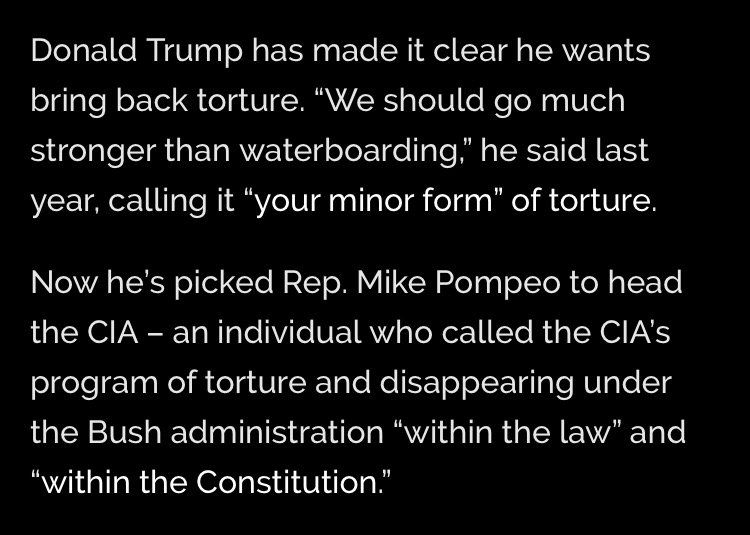 Donald Trump has made it clear he wants
bring back torture. “We should go much
stronger than waterboarding,” he said last
year, calling it “your minor form” of torture.
Now he’s picked Rep. Mike Pompeo to head
the CIA – an individual who called the CIA’s
program of torture and disappearing under
the Bush administration “within the law” and
“within the Constitution.”